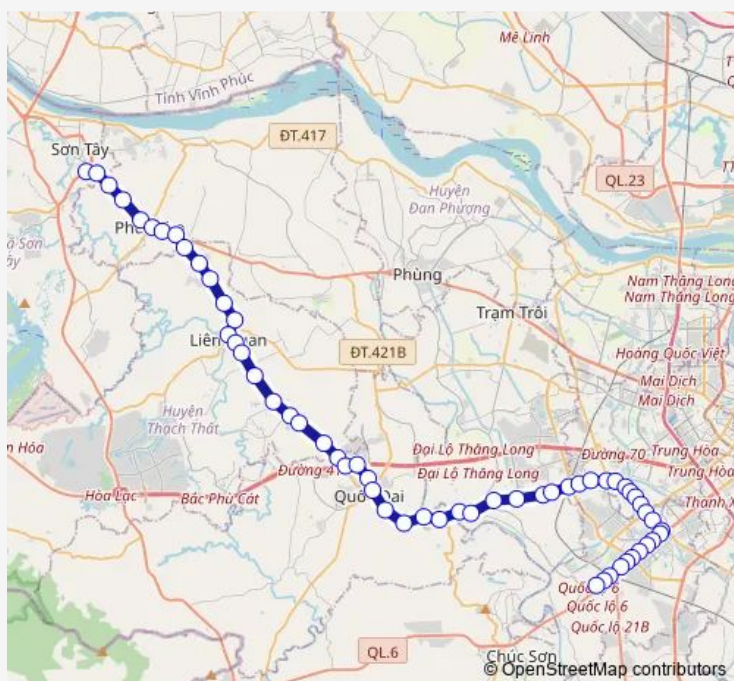 Mê Linh
Tỉnh Vĩnh Phúc
ĐT.417
Sơn Tây
QL.23
Huyện
Đan Phượng
Phùng
Nam Thăng Long
Nam Thăng Long
Trạm Trôi
Hoàng Quốc Việt
ĐT.421B
Mai Dịch
Mai Dịch
Huyện
Thạch Thất
Đại Lộ Thăng Long
Đường 70
Trung Hòa
Đại Lộ Thăng Long
Trung Hòa
Hòa Lạc
Bắc Phú Cát
Quốc lộ 6
Quốc lộ 21B
QL.6
Chúc Sơn
© OpenStreetMap contributors